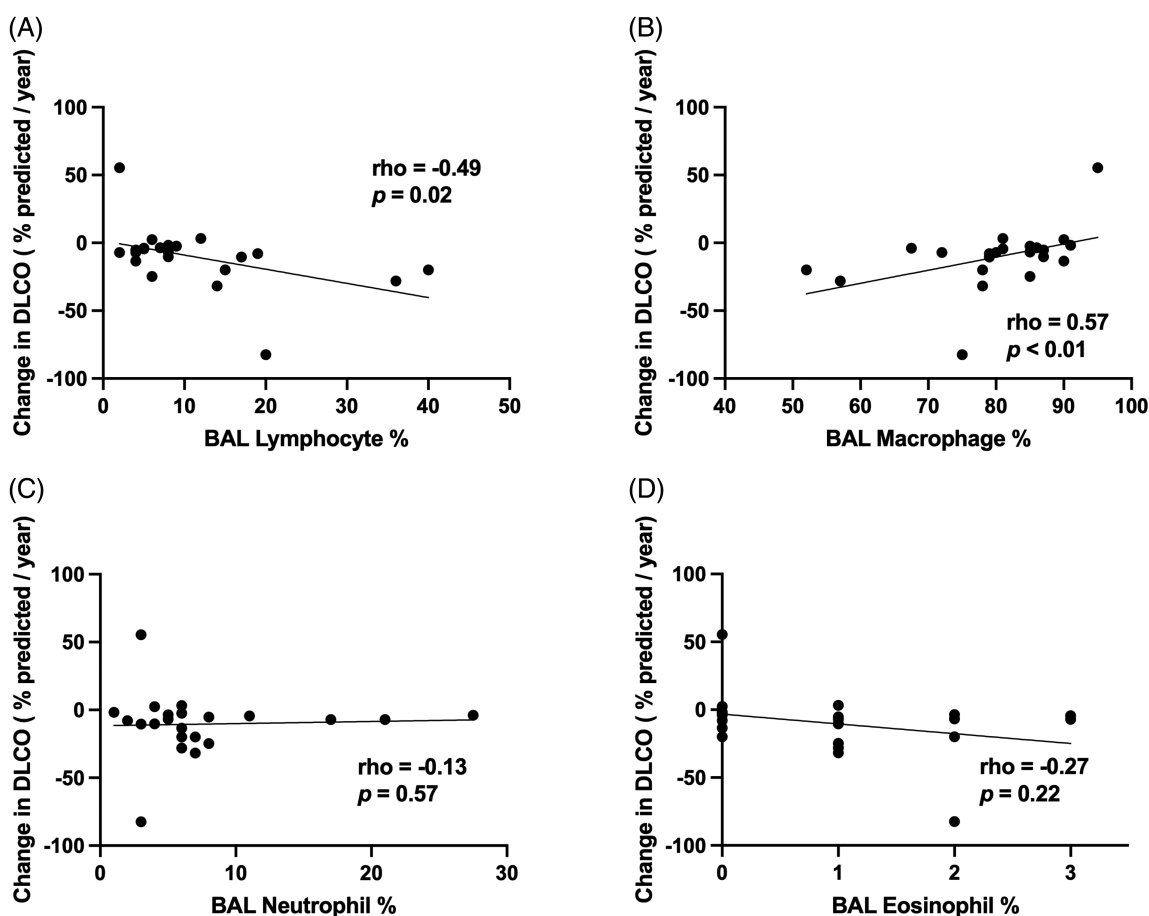 (A)
Change in DLCO ( % predicted / year)
100
50
0
-50
-100
rho = -0.49
p = 0.02
0 10 20 30 40 50
BAL Lymphocyte %
(B)
Change in DLCO ( % predicted / year)
100
50
0
-50
-100
rho = 0.57
p < 0.01
40 50 60 70 80 90 100
BAL Macrophage %
(C)
Change in DLCO ( % predicted / year)
100
50
0
-50
-100
rho = -0.13
p = 0.57
0 10 20 30
BAL Neutrophil %
(D)
Change in DLCO ( % predicted / year)
100
50
0
-50
-100
rho = -0.27
p = 0.22
0 1 2 3
BAL Eosinophil %